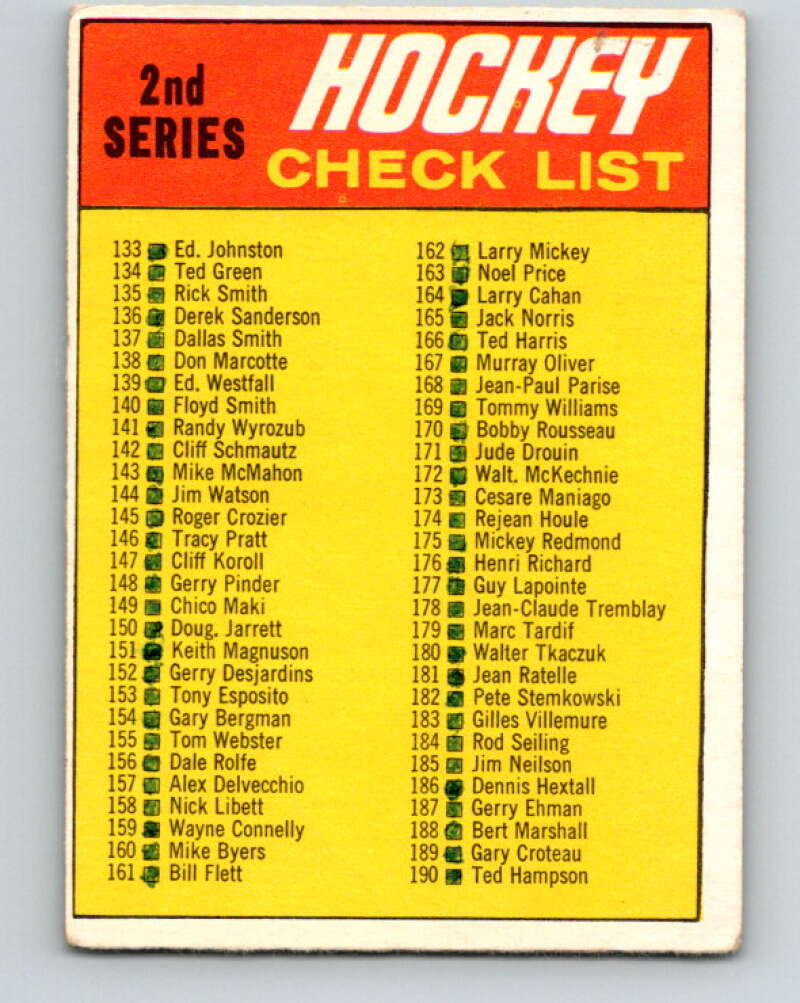 2nd
SERIES
HOCKEY
CHECK LIST
133 Ed. Johnston
134 Ted Green
135 Rick Smith
136 Derek Sanderson
137 Dallas Smith
138 Don Marcotte
139 Ed. Westfall
140 Floyd Smith
141 Randy Wyrozub
142 Cliff Schmautz
143 Mike McMahon
144 Jim Watson
145 Roger Crozier
146 Tracy Pratt
147 Cliff Koroll
148 Gerry Pinder
149 Chico Maki
150 Doug. Jarrett
151 Keith Magnuson
152 Gerry Desjardins
153 Tony Esposito
154 Gary Bergman
155 Tom Webster
156 Dale Rolfe
157 Alex Delvecchio
158 Nick Libett
159 Wayne Connelly
160 Mike Byers
161 Bill Flett
162 Larry Mickey
163 Noel Price
164 Larry Cahan
165 Jack Norris
166 Ted Harris
167 Murray Oliver
168 Jean-Paul Parise
169 Tommy Williams
170 Bobby Rousseau
171 Jude Drouin
172 Walt. McKechnie
173 Cesare Maniago
174 Rejean Houle
175 Mickey Redmond
176 Henri Richard
177 Guy Lapointe
178 Jean-Claude Tremblay
179 Marc Tardif
180 Walter Tkaczuk
181 Jean Ratelle
182 Pete Stemkowski
183 Gilles Villemure
184 Rod Seiling
185 Jim Neilson
186 Dennis Hextall
187 Gerry Ehman
188 Bert Marshall
189 Gary Croteau
190 Ted Hampson